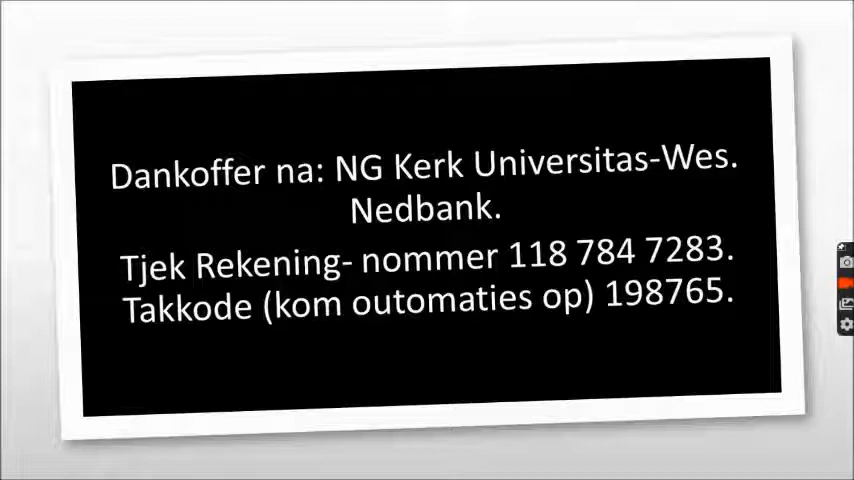 Dankoffer na: NG Kerk Universitas-Wes.
Nedbank.
Tjek Rekening- nommer 118 784 7283.
Takkode (kom outomaties op) 198765.